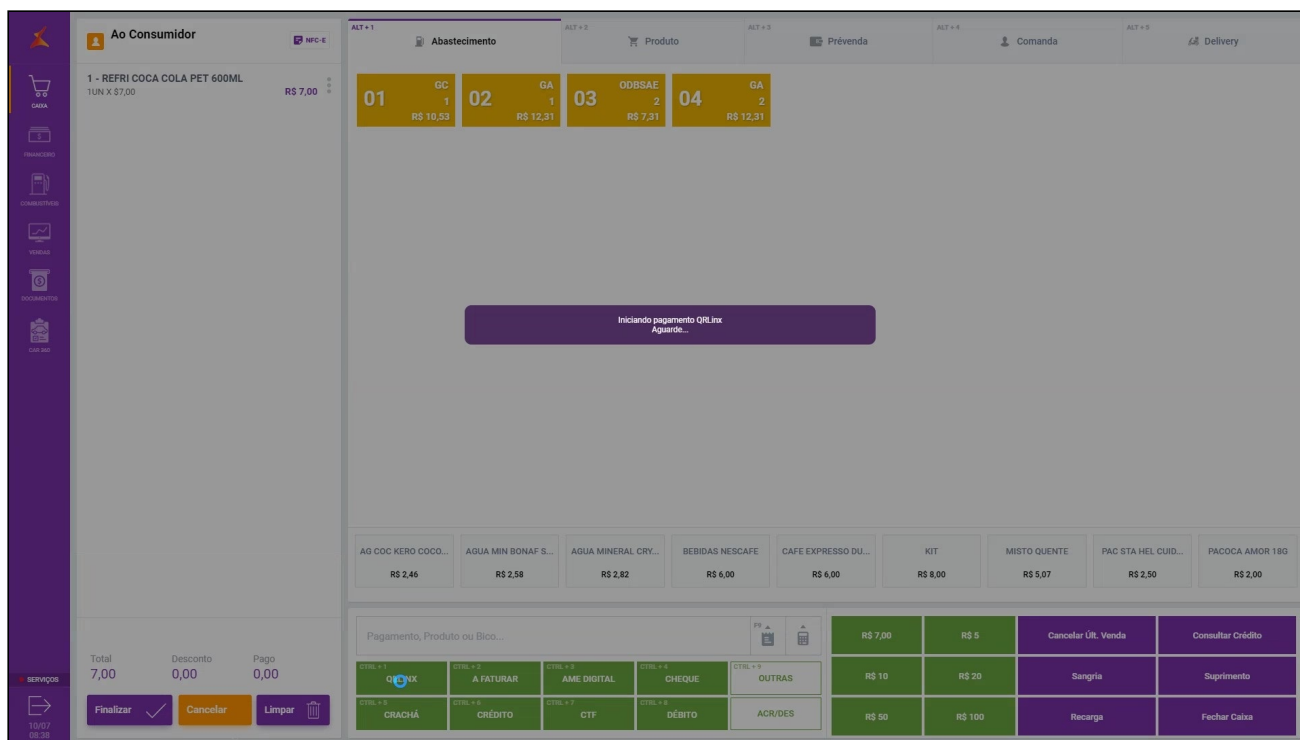 Ao Consumidor
NFC-E
1 - REFRI COCA COLA PET 600ML
1UN X $7,00
R$ 7,00
CAIXA
FINANCEIRO
COMBUSTÍVEIS
VENDAS
DOCUMENTOS
CAR 360
SERVIÇOS
10/07
08:38
Total
7,00
Desconto
0,00
Pago
0,00
Finalizar
Cancelar
Limpar
ALT + 1
Abastecimento
ALT + 2
Produto
ALT + 3
Prévenda
ALT + 4
Comanda
ALT + 5
Delivery
01
GC
1
R$ 10,53
02
GA
1
R$ 12,31
03
ODBSAE
2
R$ 7,31
04
GA
2
R$ 12,31
Iniciando pagamento QRLinx
Aguarde...
AG COC KERO COCO...
R$ 2,46
AGUA MIN BONAF S...
R$ 2,58
AGUA MINERAL CRY...
R$ 2,82
BEBIDAS NESCAFE
R$ 6,00
CAFE EXPRESSO DU...
R$ 6,00
KIT
R$ 8,00
MISTO QUENTE
R$ 5,07
PAC STA HEL CUID...
R$ 2,50
PACOCA AMOR 18G
R$ 2,00
Pagamento, Produto ou Bico...
F9
CTRL + 1
QRLINX
CTRL + 2
A FATURAR
CTRL + 3
AME DIGITAL
CTRL + 4
CHEQUE
CTRL + 9
OUTRAS
CTRL + 5
CRACHÁ
CTRL + 6
CRÉDITO
CTRL + 7
CTF
CTRL + 8
DÉBITO
ACR/DES
R$ 7,00
R$ 5
Cancelar Últ. Venda
Consultar Crédito
R$ 10
R$ 20
Sangria
Suprimento
R$ 50
R$ 100
Recarga
Fechar Caixa